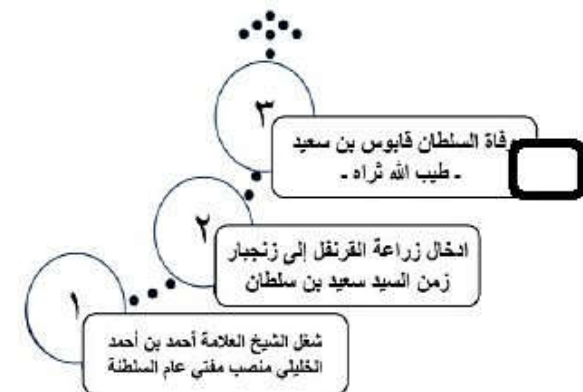 ٣
وفاة السلطان قابوس بن سعيد
- طيب الله ثراه -
٢
ادخال زراعة القرنفل إلى زنجبار
زمن السيد سعيد بن سلطان
١
شغل الشيخ العلامة أحمد بن أحمد
الخليلي منصب مفتي عام السلطنة